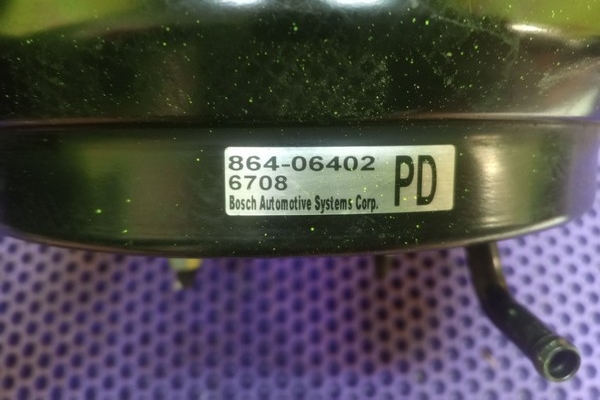 864-06402
6708
Bosch Automotive Systems Corp.
PD